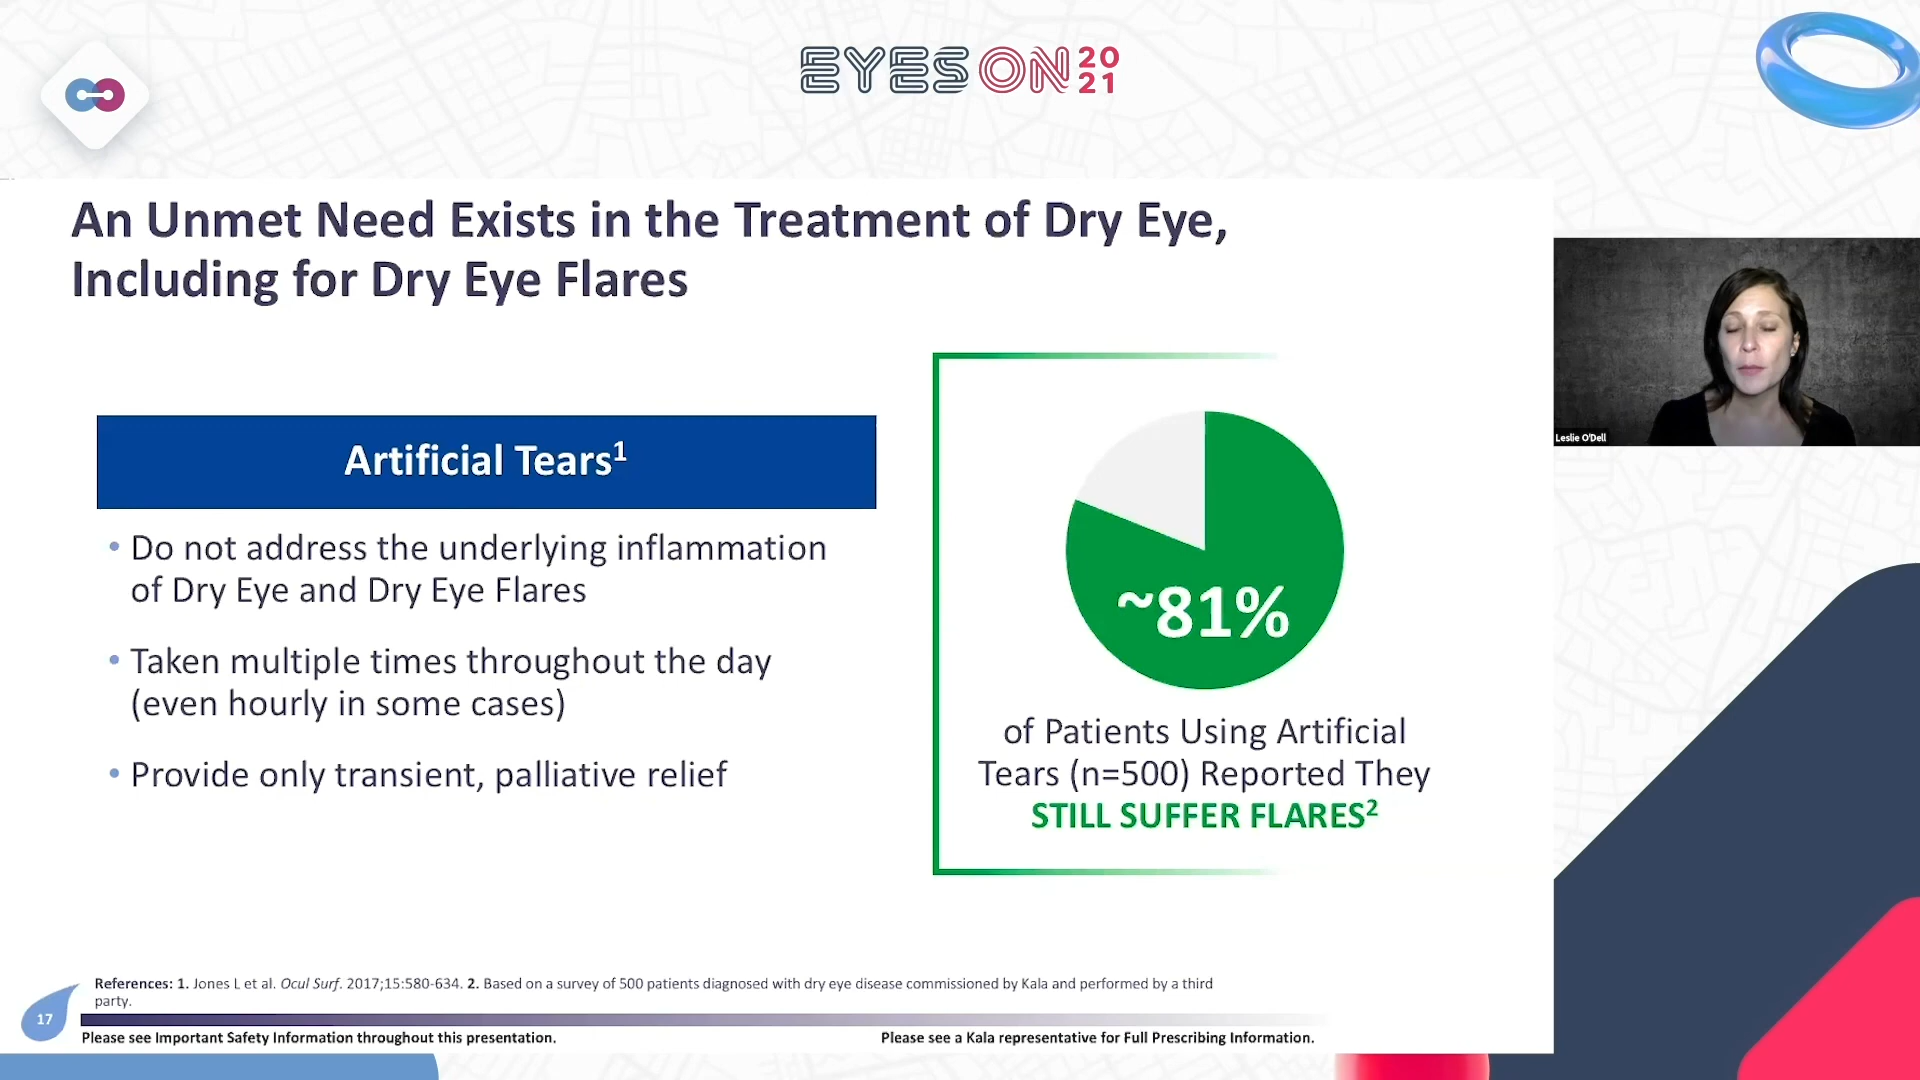 EYES ON 20
21
An Unmet Need Exists in the Treatment of Dry Eye,
Including for Dry Eye Flares
Artificial Tears¹
• Do not address the underlying inflammation
of Dry Eye and Dry Eye Flares
• Taken multiple times throughout the day
(even hourly in some cases)
• Provide only transient, palliative relief
~81%
of Patients Using Artificial
Tears (n=500) Reported They
STILL SUFFER FLARES²
Leslie O'Dell
References: 1. Jones L et al. Ocul Surf. 2017;15:580-634. 2. Based on a survey of 500 patients diagnosed with dry eye disease commissioned by Kala and performed by a third
party.
17
Please see Important Safety Information throughout this presentation.
Please see a Kala representative for Full Prescribing Information.